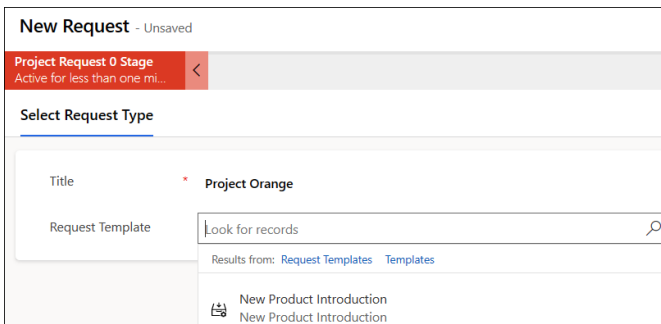 New Request - Unsaved
Project Request 0 Stage
Active for less than one mi...
Select Request Type
Title * Project Orange
Request Template Look for records
Results from: Request Templates Templates
New Product Introduction
New Product Introduction